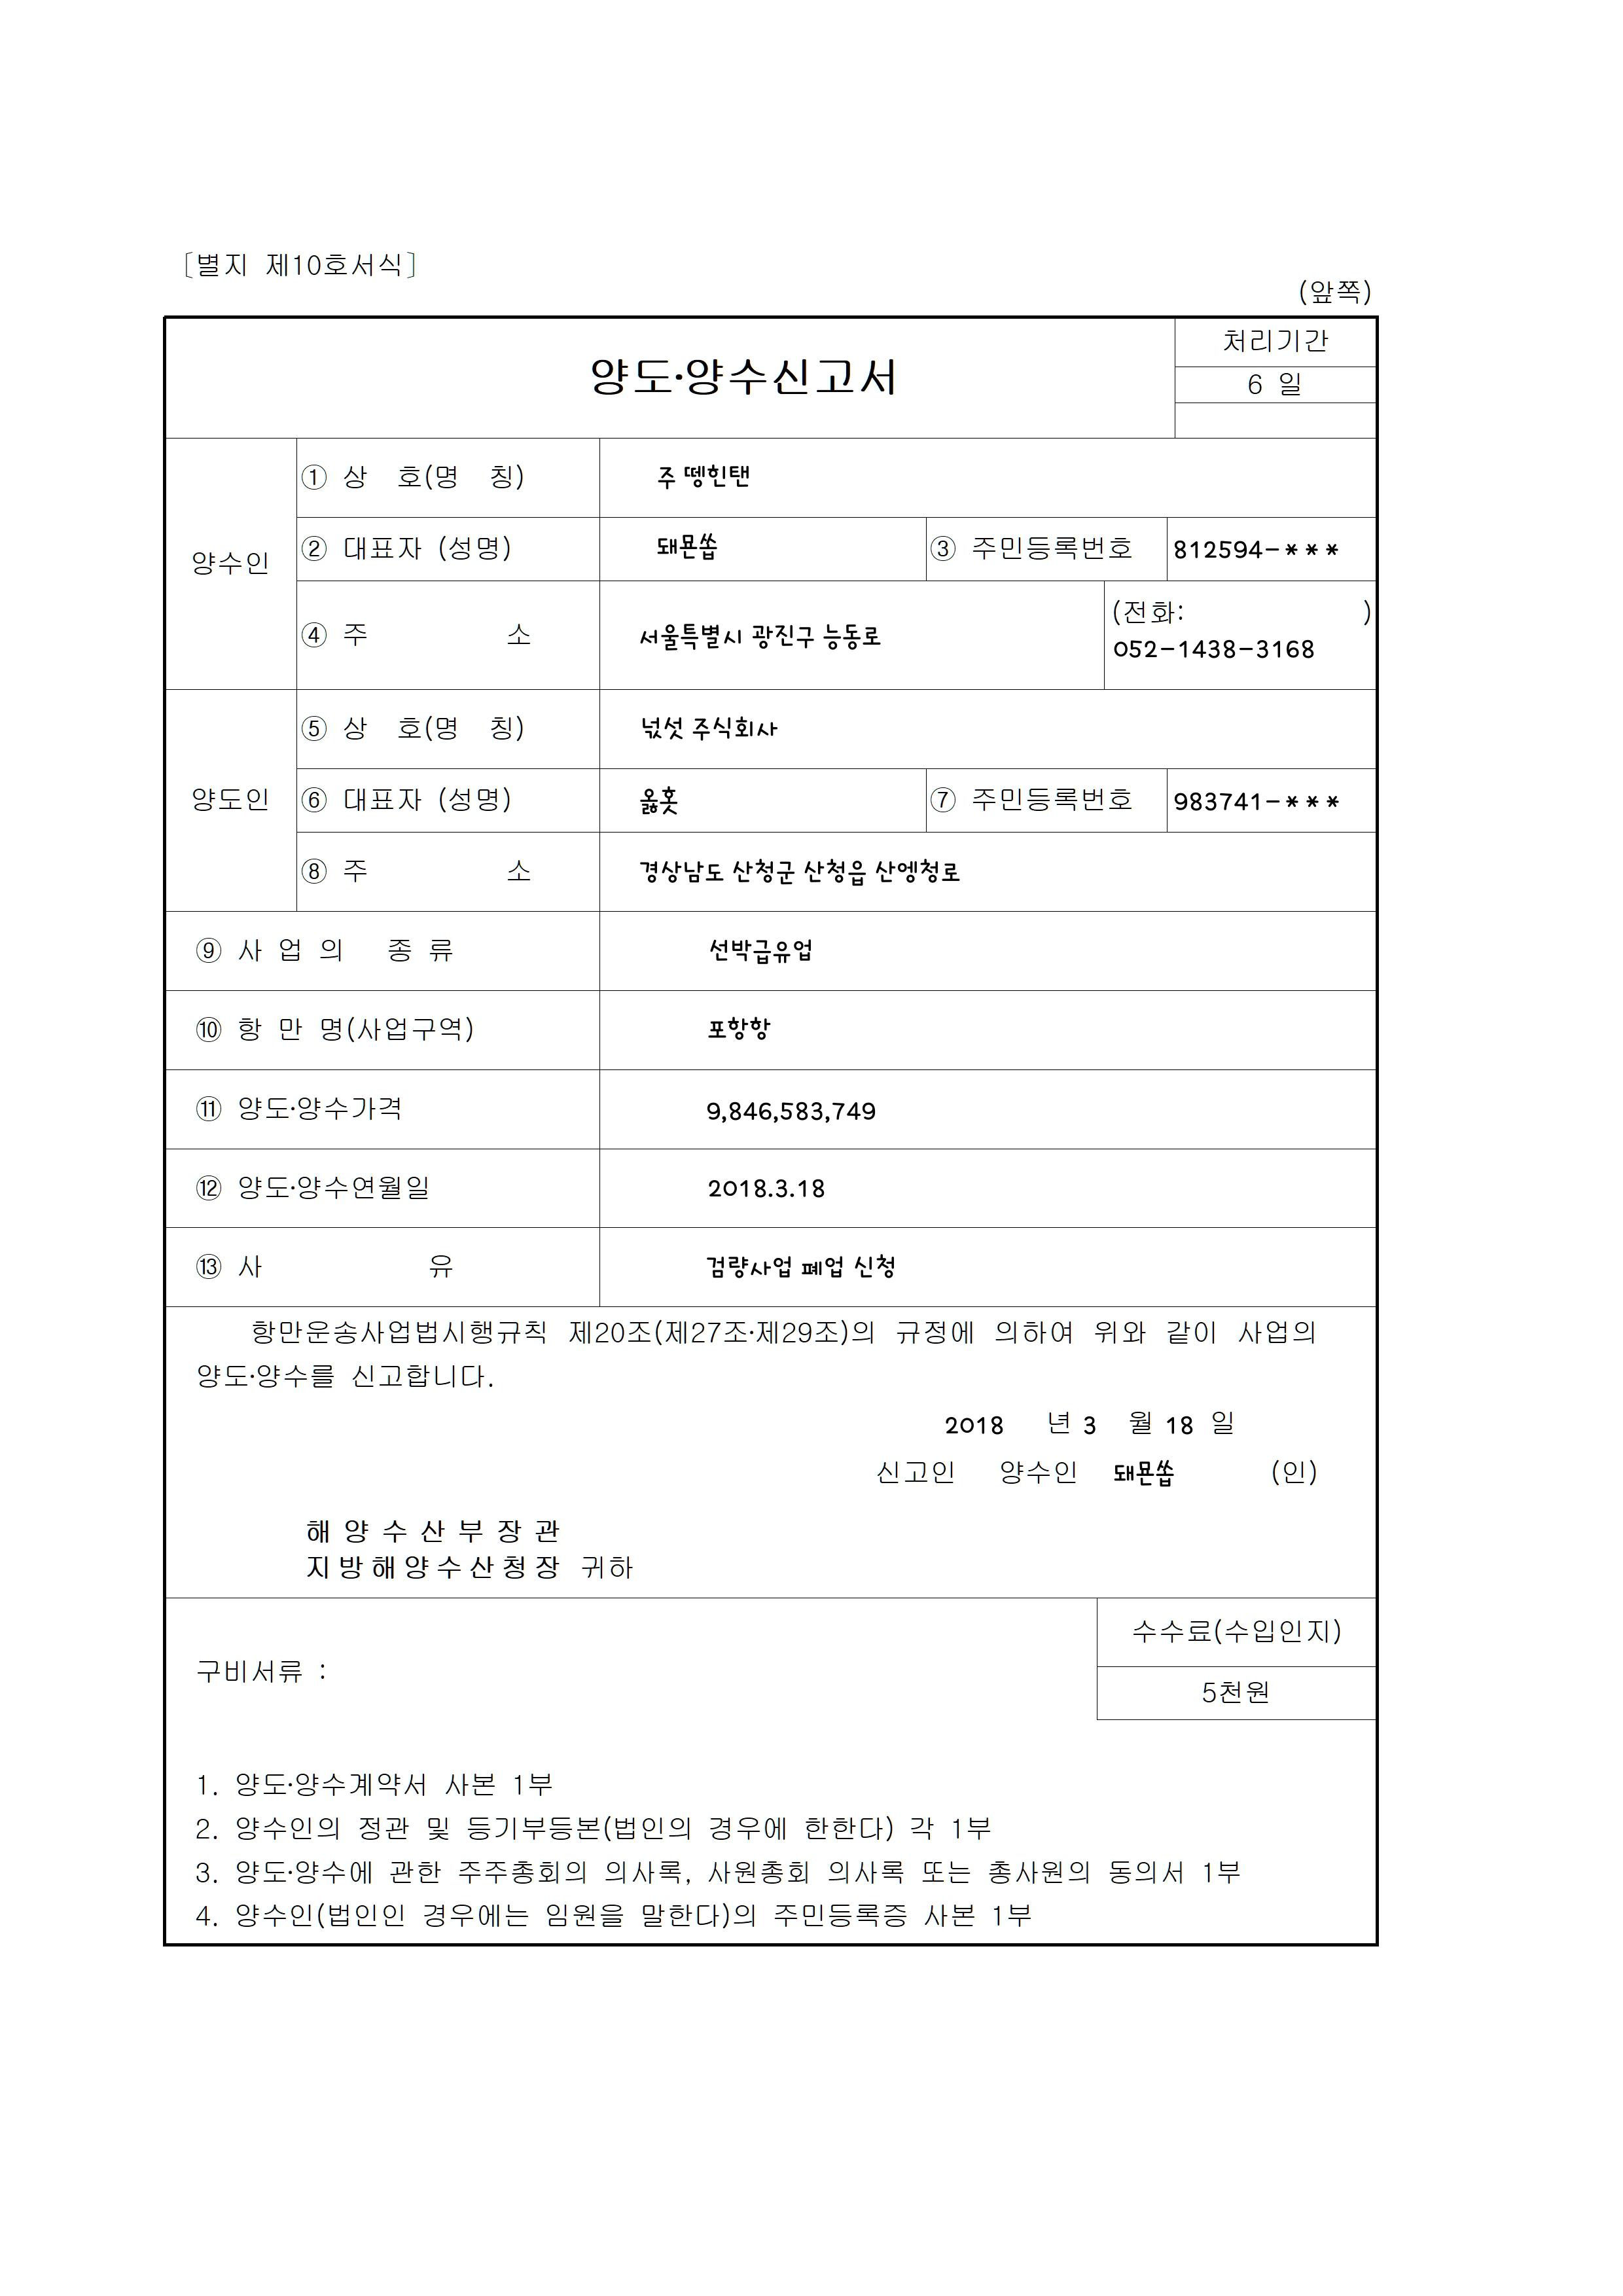 [별지 제10호서식]
(앞쪽)
양도·양수신고서
처리기간
6 일
양수인
① 상 호(명 칭)
주 뗑힌탠
② 대표자 (성명)
돼묜쏩
③ 주민등록번호
812594-***
④ 주 소
서울특별시 광진구 능동로
(전화: )
052-1438-3168
양도인
⑤ 상 호(명 칭)
넋섯 주식회사
⑥ 대표자 (성명)
옳홋
⑦ 주민등록번호
983741-***
⑧ 주 소
경상남도 산청군 산청읍 산엥청로
⑨ 사 업 의 종 류
선박급유업
⑩ 항 만 명(사업구역)
포항항
⑪ 양도·양수가격
9,846,583,749
⑫ 양도·양수연월일
2018.3.18
⑬ 사 유
검량사업 폐업 신청
항만운송사업법시행규칙 제20조(제27조·제29조)의 규정에 의하여 위와 같이 사업의
양도·양수를 신고합니다.
2018 년 3 월 18 일
신고인 양수인 돼묜쏩 (인)
해 양 수 산 부 장 관
지방해양수산청장 귀하
구비서류 :
수수료(수입인지)
5천원
1. 양도·양수계약서 사본 1부
2. 양수인의 정관 및 등기부등본(법인의 경우에 한한다) 각 1부
3. 양도·양수에 관한 주주총회의 의사록, 사원총회 의사록 또는 총사원의 동의서 1부
4. 양수인(법인인 경우에는 임원을 말한다)의 주민등록증 사본 1부